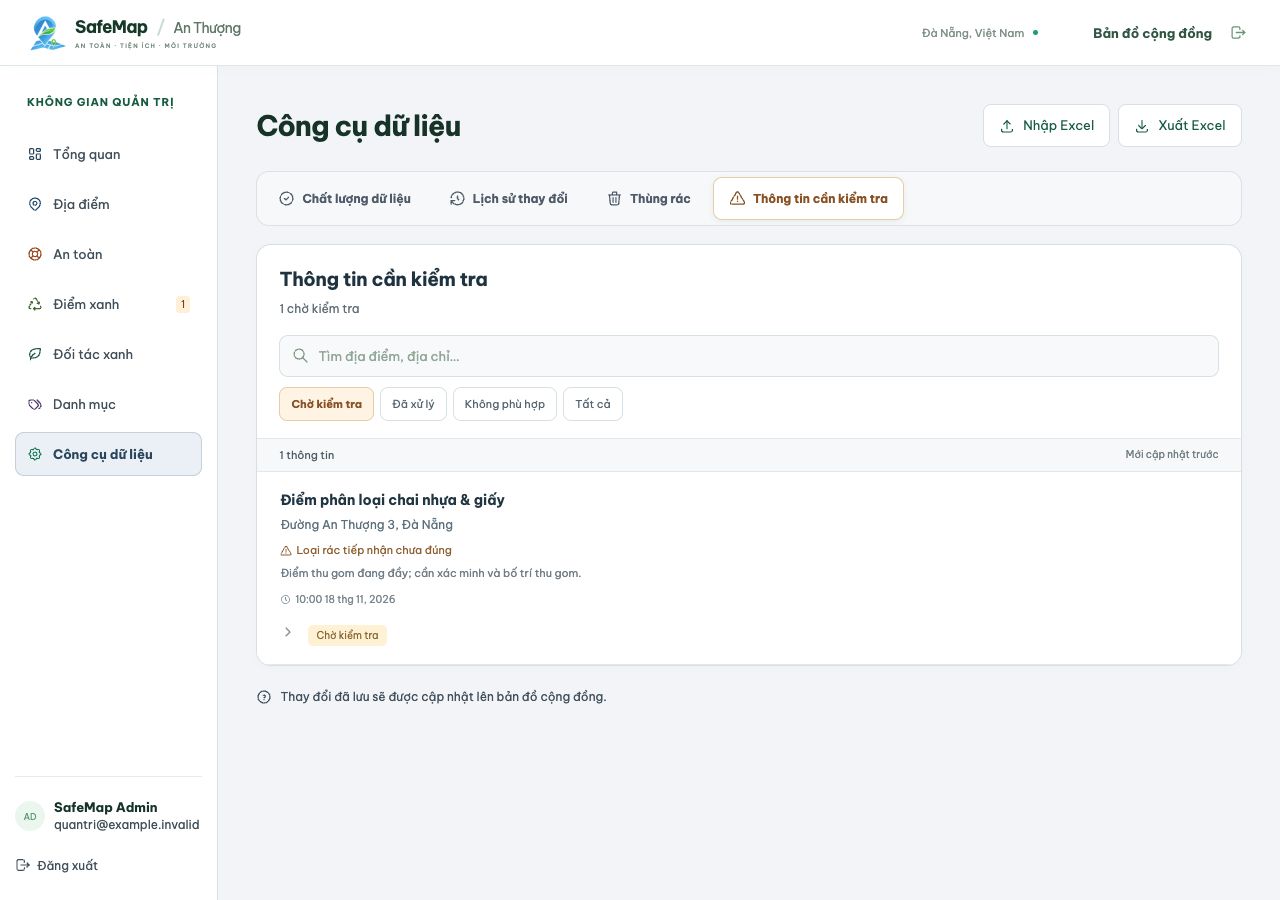 SafeMap / An Thượng
AN TOÀN · TIỆN ÍCH · MÔI TRƯỜNG
Đà Nẵng, Việt Nam
Bản đồ cộng đồng
KHÔNG GIAN QUẢN TRỊ
Tổng quan
Địa điểm
An toàn
Điểm xanh 1
Đối tác xanh
Danh mục
Công cụ dữ liệu
AD
SafeMap Admin
quantri@example.invalid
Đăng xuất
Công cụ dữ liệu
Nhập Excel
Xuất Excel
Chất lượng dữ liệu
Lịch sử thay đổi
Thùng rác
Thông tin cần kiểm tra
Thông tin cần kiểm tra
1 chờ kiểm tra
Tìm địa điểm, địa chỉ...
Chờ kiểm tra
Đã xử lý
Không phù hợp
Tất cả
1 thông tin
Mới cập nhật trước
Điểm phân loại chai nhựa & giấy
Đường An Thượng 3, Đà Nẵng
Loại rác tiếp nhận chưa đúng
Điểm thu gom đang đầy; cần xác minh và bố trí thu gom.
10:00 18 thg 11, 2026
Chờ kiểm tra
Thay đổi đã lưu sẽ được cập nhật lên bản đồ cộng đồng.